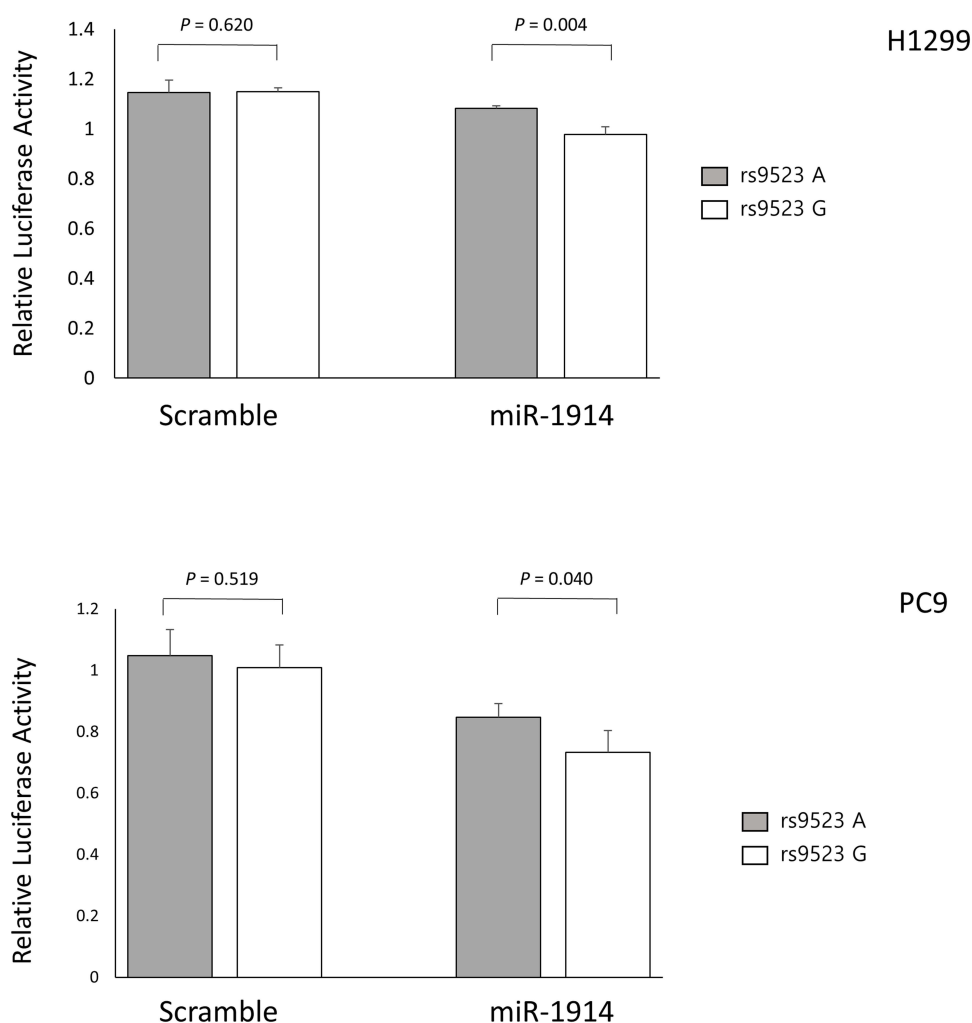 P = 0.620
P = 0.004
H1299
1.4
1.2
1
0.8
0.6
0.4
0.2
0
Relative Luciferase Activity
rs9523 A
rs9523 G
Scramble
miR-1914
P = 0.519
P = 0.040
PC9
1.2
1
0.8
0.6
0.4
0.2
0
Relative Luciferase Activity
rs9523 A
rs9523 G
Scramble
miR-1914